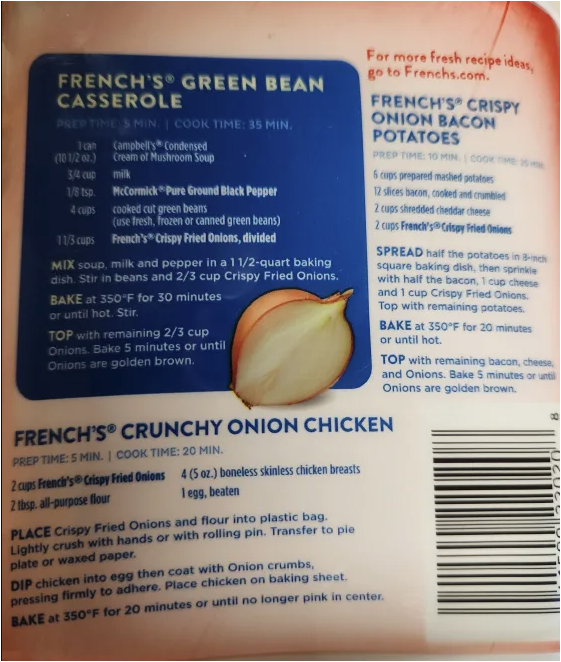 For more fresh recipe ideas,
go to Frenchs.com.
FRENCH'S® GREEN BEAN
CASSEROLE
PREP TIME: 5 MIN. | COOK TIME: 35 MIN.
1 can Campbell's® Condensed
(10 1/2 oz.) Cream of Mushroom Soup
3/4 cup milk
1/8 tsp. McCormick® Pure Ground Black Pepper
4 cups cooked cut green beans
(use fresh, frozen or canned green beans)
1 1/3 cups French's® Crispy Fried Onions, divided
MIX soup, milk and pepper in a 1 1/2-quart baking
dish. Stir in beans and 2/3 cup Crispy Fried Onions.
BAKE at 350°F for 30 minutes
or until hot. Stir.
TOP with remaining 2/3 cup
Onions. Bake 5 minutes or until
Onions are golden brown.
FRENCH'S® CRISPY
ONION BACON
POTATOES
PREP TIME: 10 MIN. | COOK TIME: 25 MIN.
6 cups prepared mashed potatoes
12 slices bacon, cooked and crumbled
2 cups shredded cheddar cheese
2 cups French's® Crispy Fried Onions
SPREAD half the potatoes in 8-inch
square baking dish, then sprinkle
with half the bacon, 1 cup cheese
and 1 cup Crispy Fried Onions.
Top with remaining potatoes.
BAKE at 350°F for 20 minutes
or until hot.
TOP with remaining bacon, cheese,
and Onions. Bake 5 minutes or until
Onions are golden brown.
FRENCH'S® CRUNCHY ONION CHICKEN
PREP TIME: 5 MIN. | COOK TIME: 20 MIN.
2 cups French's® Crispy Fried Onions 4 (5 oz.) boneless skinless chicken breasts
2 tbsp. all-purpose flour 1 egg, beaten
PLACE Crispy Fried Onions and flour into plastic bag.
Lightly crush with hands or with rolling pin. Transfer to pie
plate or waxed paper.
DIP chicken into egg then coat with Onion crumbs,
pressing firmly to adhere. Place chicken on baking sheet.
BAKE at 350°F for 20 minutes or until no longer pink in center.
8